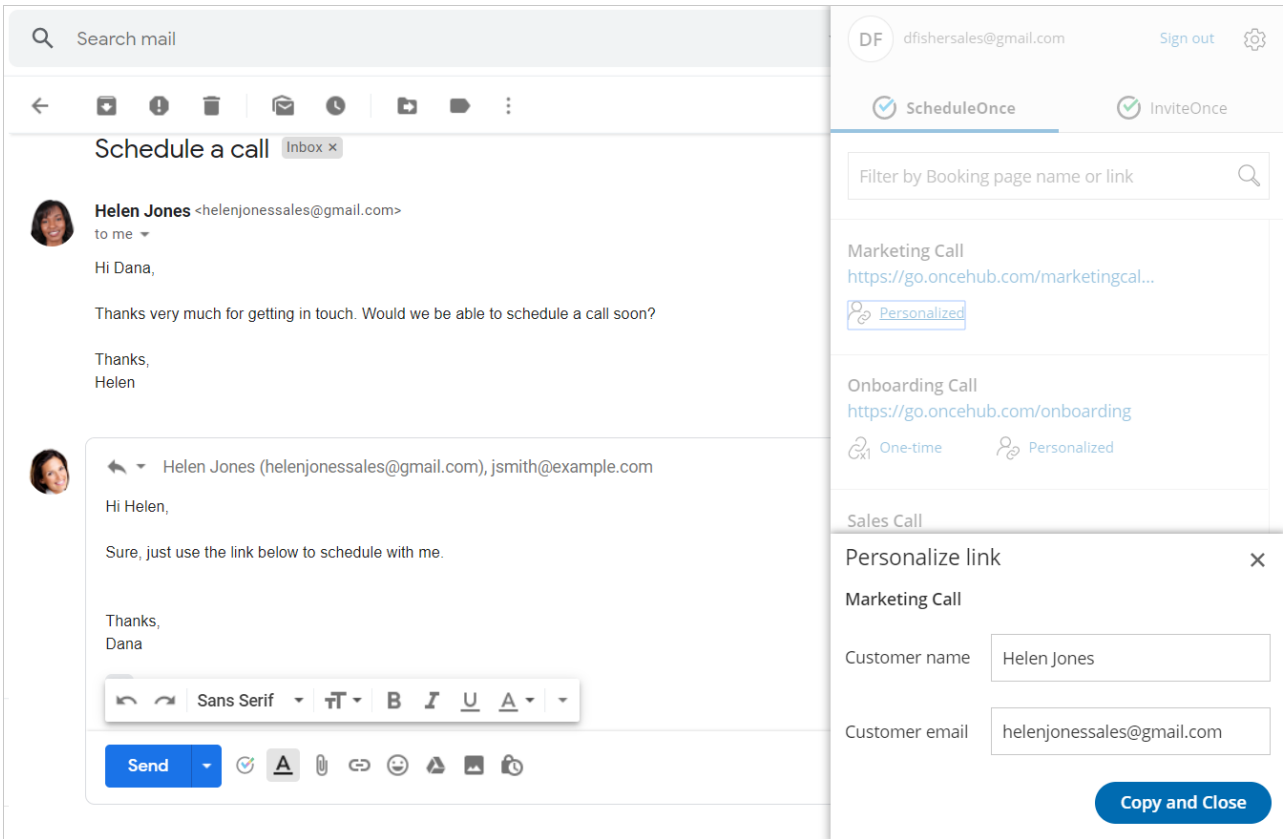 Search mail
Schedule a call Inbox ×
Helen Jones <helenjonessales@gmail.com>
to me
Hi Dana,
Thanks very much for getting in touch. Would we be able to schedule a call soon?
Thanks,
Helen
Helen Jones (helenjonessales@gmail.com), jsmith@example.com
Hi Helen,
Sure, just use the link below to schedule with me.
Thanks,
Dana
Sans Serif TT B I U A
Send A
DF dfishersales@gmail.com Sign out
ScheduleOnce InviteOnce
Filter by Booking page name or link
Marketing Call
https://go.oncehub.com/marketingcal...
Personalized
Onboarding Call
https://go.oncehub.com/onboarding
x1 One-time Personalized
Sales Call
Personalize link ×
Marketing Call
Customer name Helen Jones
Customer email helenjonessales@gmail.com
Copy and Close